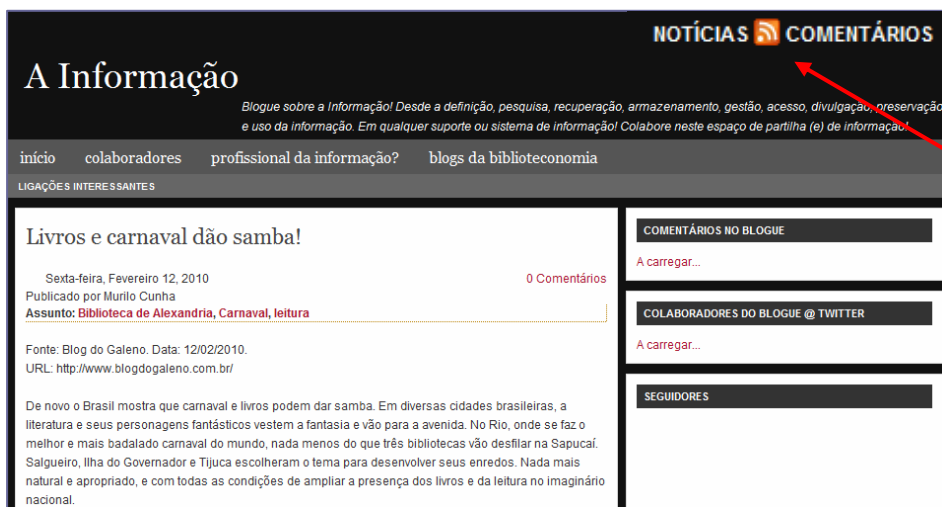 NOTÍCIAS COMENTÁRIOS
A Informação
Blogue sobre a Informação! Desde a definição, pesquisa, recuperação, armazenamento, gestão, acesso, divulgação, preservação
e uso da informação. Em qualquer suporte ou sistema de informação! Colabore neste espaço de partilha (e) de informação!
início colaboradores profissional da informação? blogs da biblioteconomia
LIGAÇÕES INTERESSANTES
Livros e carnaval dão samba!
Sexta-feira, Fevereiro 12, 2010 0 Comentários
Publicado por Murilo Cunha
Assunto: Biblioteca de Alexandria, Carnaval, leitura
Fonte: Blog do Galeno. Data: 12/02/2010.
URL: http://www.blogdogaleno.com.br/
De novo o Brasil mostra que carnaval e livros podem dar samba. Em diversas cidades brasileiras, a
literatura e seus personagens fantásticos vestem a fantasia e vão para a avenida. No Rio, onde se faz o
melhor e mais badalado carnaval do mundo, nada menos do que três bibliotecas vão desfilar na Sapucaí.
Salgueiro, Ilha do Governador e Tijuca escolheram o tema para desenvolver seus enredos. Nada mais
natural e apropriado, e com todas as condições de ampliar a presença dos livros e da leitura no imaginário
nacional.
COMENTÁRIOS NO BLOGUE
A carregar...
COLABORADORES DO BLOGUE @ TWITTER
A carregar...
SEGUIDORES